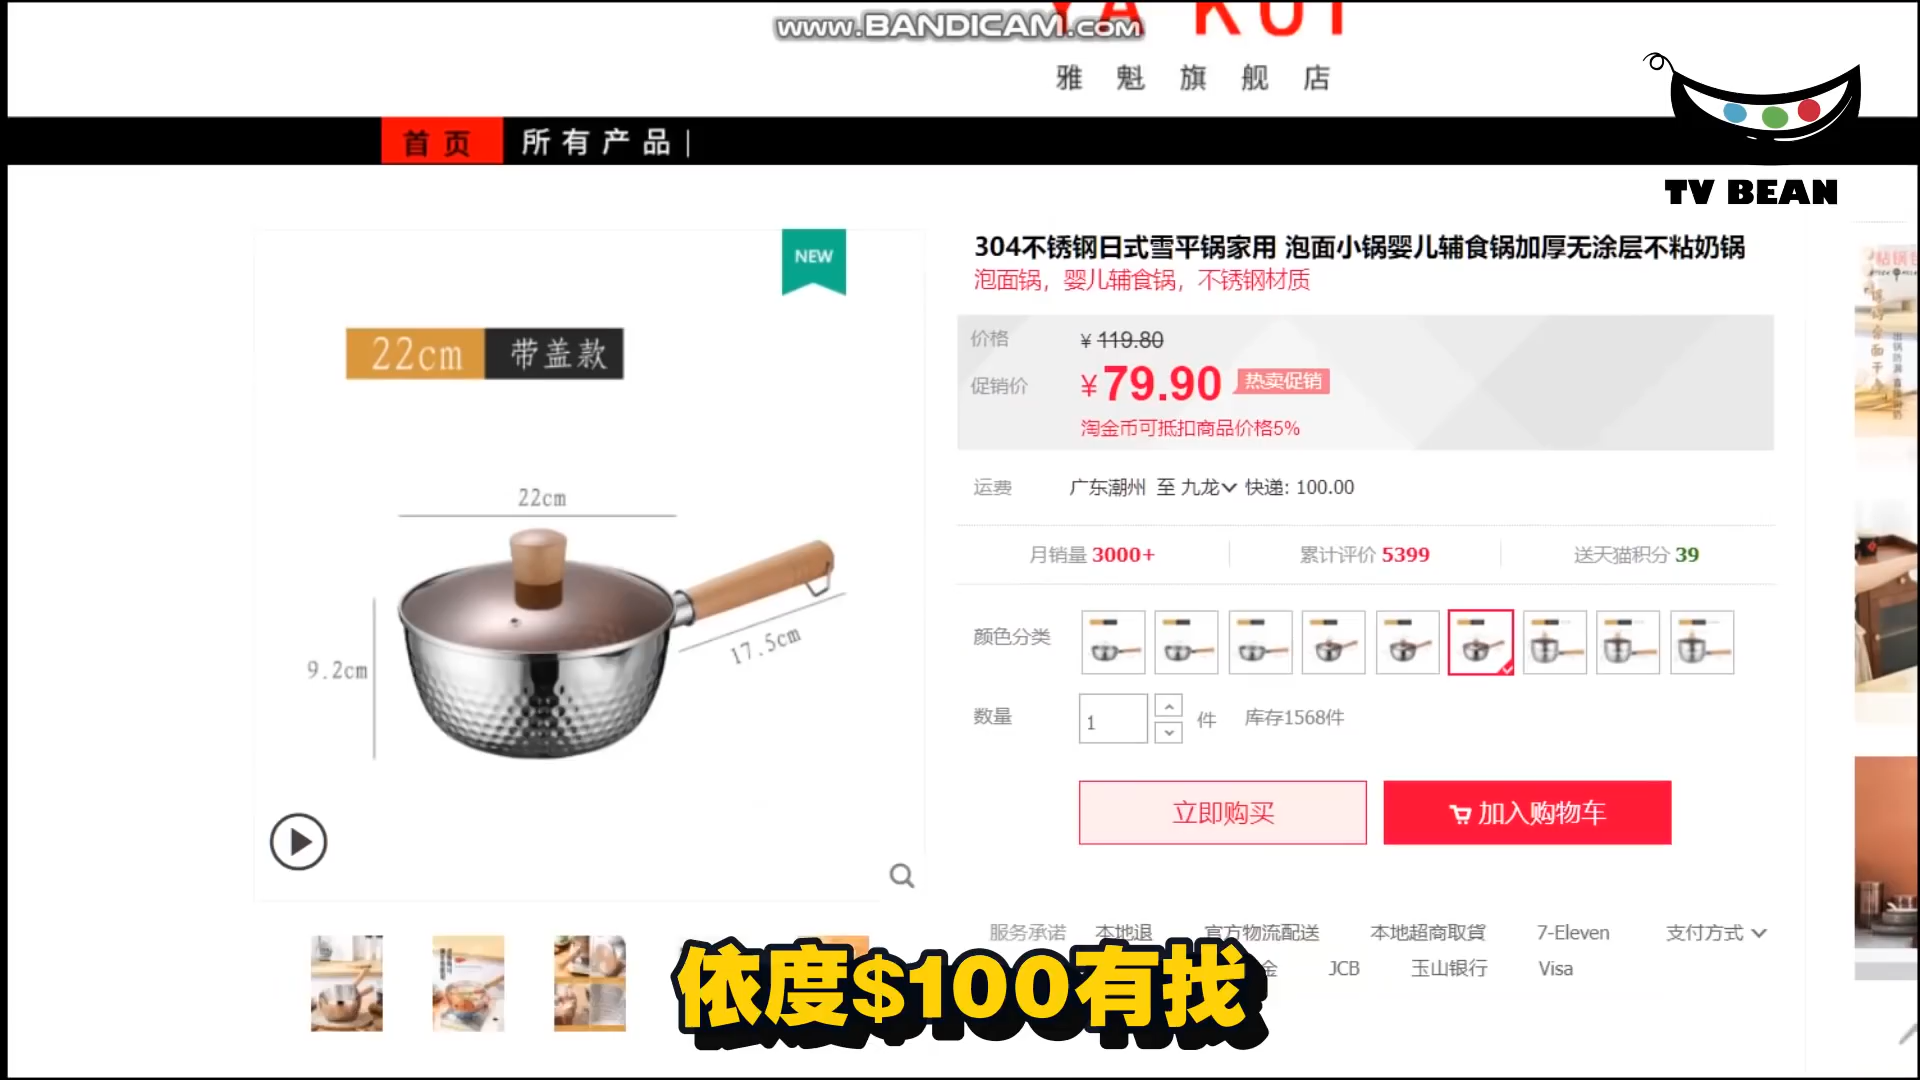 YA KUI
www.BANDICAM.com
雅魁旗舰店
首页 所有产品|
TV BEAN
NEW
304不锈钢日式雪平锅家用 泡面小锅婴儿辅食锅加厚无涂层不粘奶锅
泡面锅，婴儿辅食锅，不锈钢材质
22cm 带盖款
价格 ¥119.80
促销价 ¥79.90 热卖促销
淘金币可抵扣商品价格5%
运费 广东潮州 至 九龙 快递: 100.00
22cm
9.2cm
17.5cm
月销量 3000+ 累计评价 5399 送天猫积分 39
颜色分类
数量 1 件 库存1568件
立即购买 加入购物车
服务承诺 本地退 官方物流配送 本地超商取貨 7-Eleven 支付方式
金 JCB 玉山银行 Visa
依度$100有找